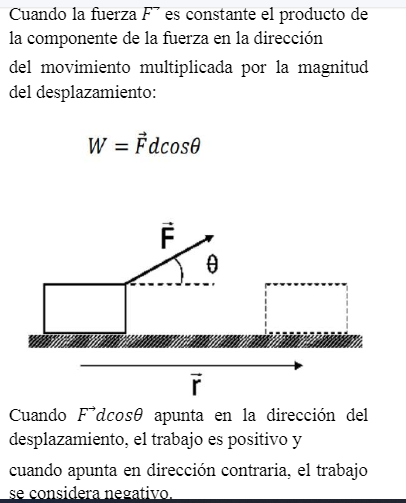 Cuando la fuerza F⃗ es constante el producto de
la componente de la fuerza en la dirección
del movimiento multiplicada por la magnitud
del desplazamiento:
W = F⃗dcosθ
F⃗
θ
r⃗
Cuando F⃗dcosθ apunta en la dirección del
desplazamiento, el trabajo es positivo y
cuando apunta en dirección contraria, el trabajo
se considera negativo.